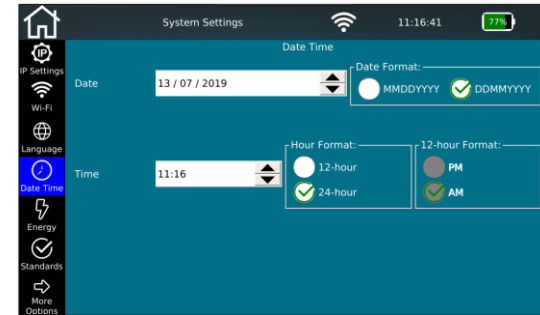 System Settings
11:16:41
77%
Date Time
IP
IP Settings
Wi-Fi
Language
Date Time
Energy
Standards
More
Options
Date
13 / 07 / 2019
Date Format:
MMDDYYYY
DDMMYYYY
Time
11:16
Hour Format:
12-hour
24-hour
12-hour Format:
PM
AM